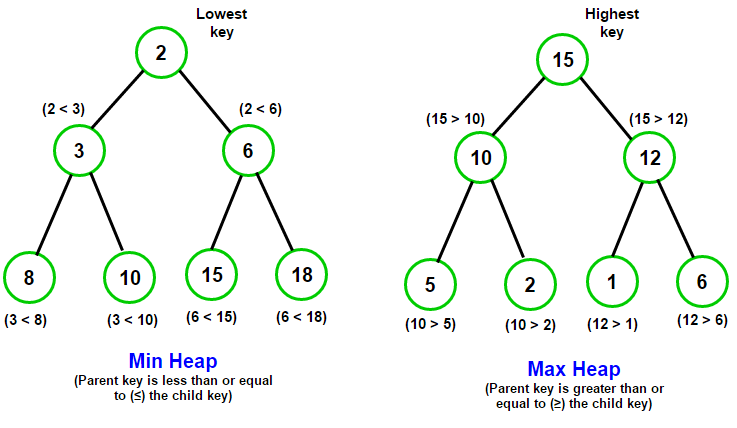 Lowest
key
2
(2 < 3)
(2 < 6)
3
6
8
10
15
18
(3 < 8)
(3 < 10)
(6 < 15)
(6 < 18)
Min Heap
(Parent key is less than or equal
to (≤) the child key)
Highest
key
15
(15 > 10)
(15 > 12)
10
12
5
2
1
6
(10 > 5)
(10 > 2)
(12 > 1)
(12 > 6)
Max Heap
(Parent key is greater than or
equal to (≥) the child key)